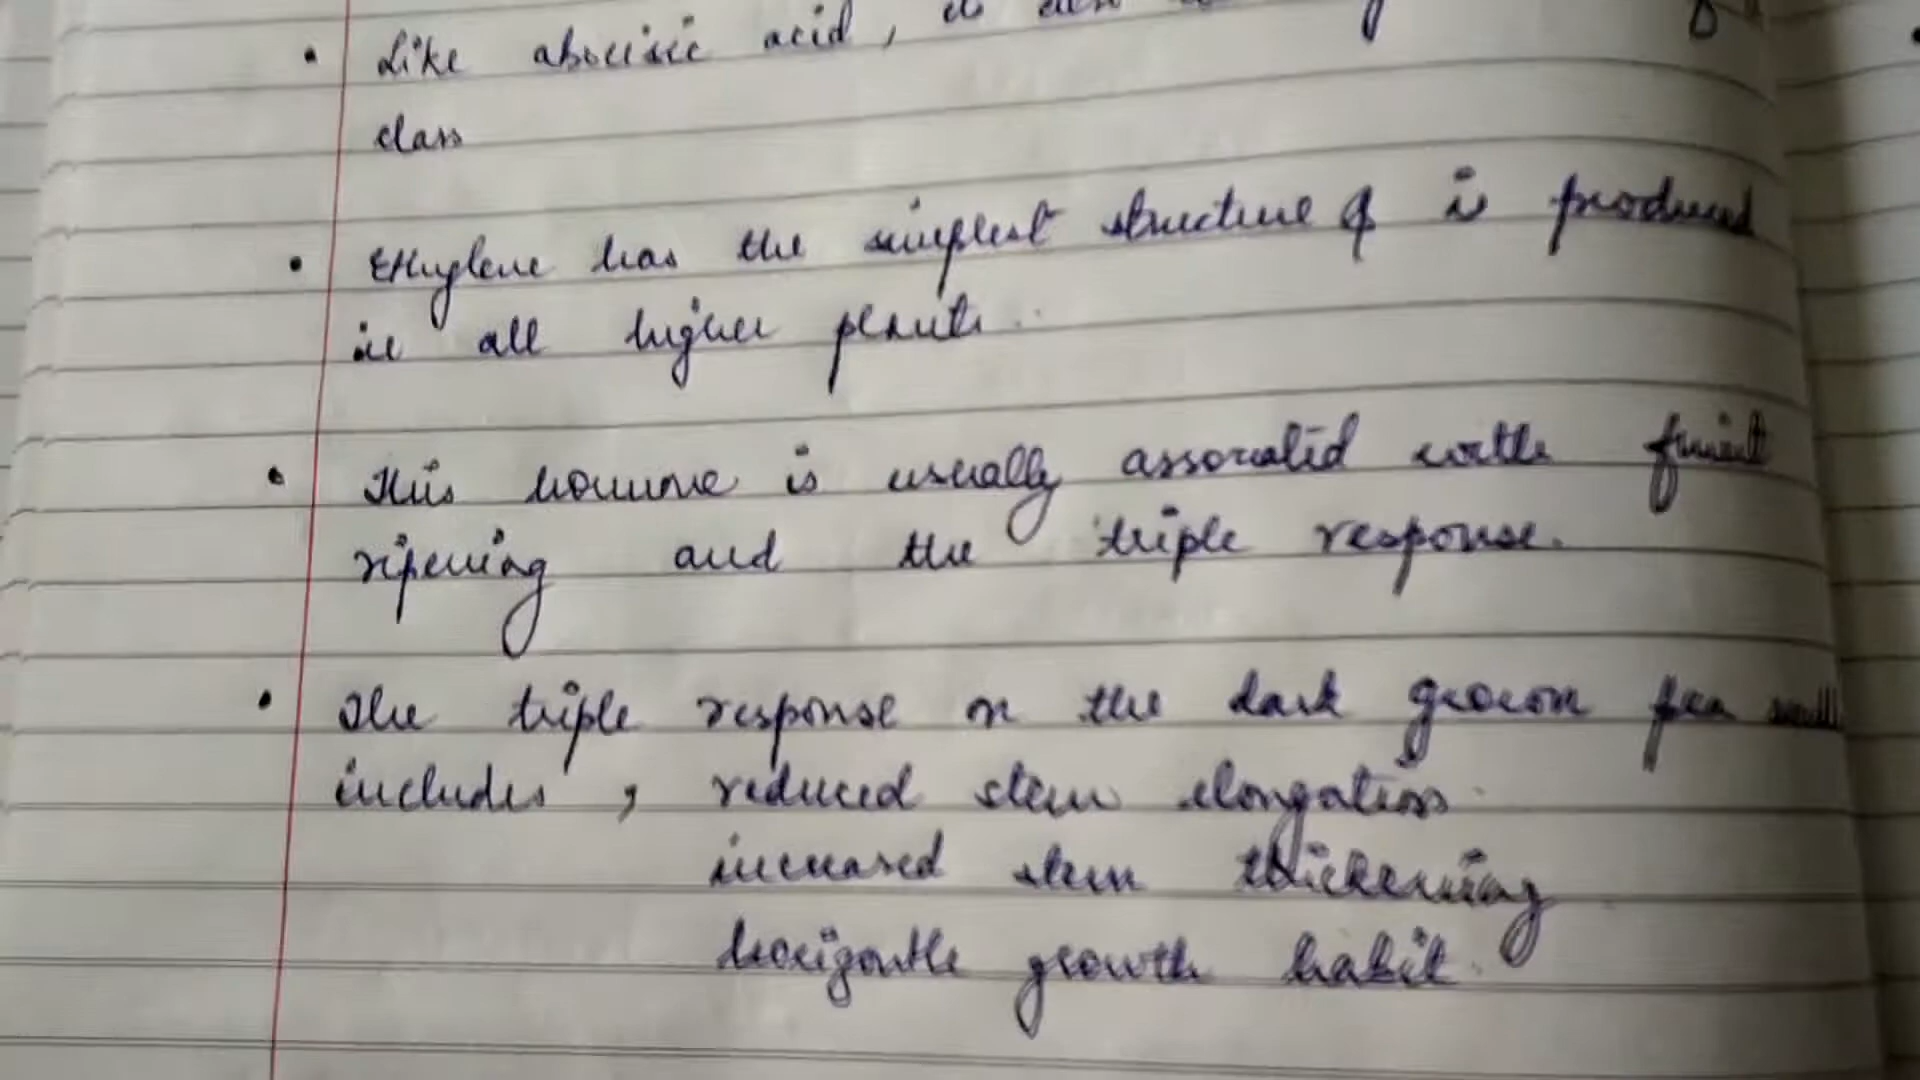 • Like abscisic acid, it
class
• Ethylene has the simplest structure & is produced
in all higher plants.
• This hormone is usually associated with fruit
ripening and the triple response.
• The triple response on the dark grown pea
includes, reduced stem elongation
increased stem thickening
horizontle growth habit.